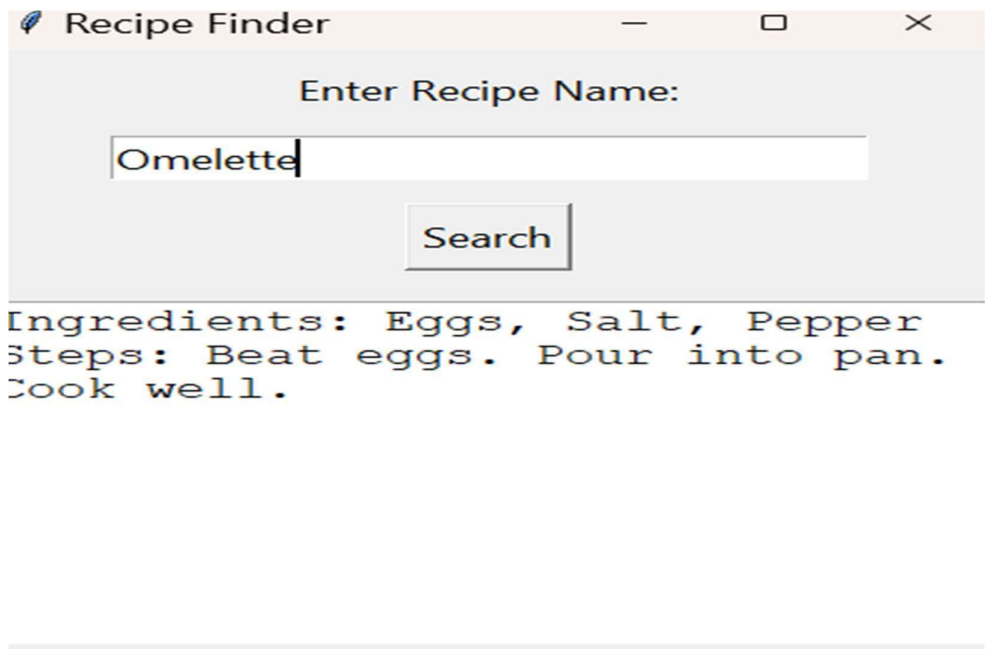 Recipe Finder
Enter Recipe Name:
Omelette
Search
Ingredients: Eggs, Salt, Pepper
Steps: Beat eggs. Pour into pan.
Cook well.